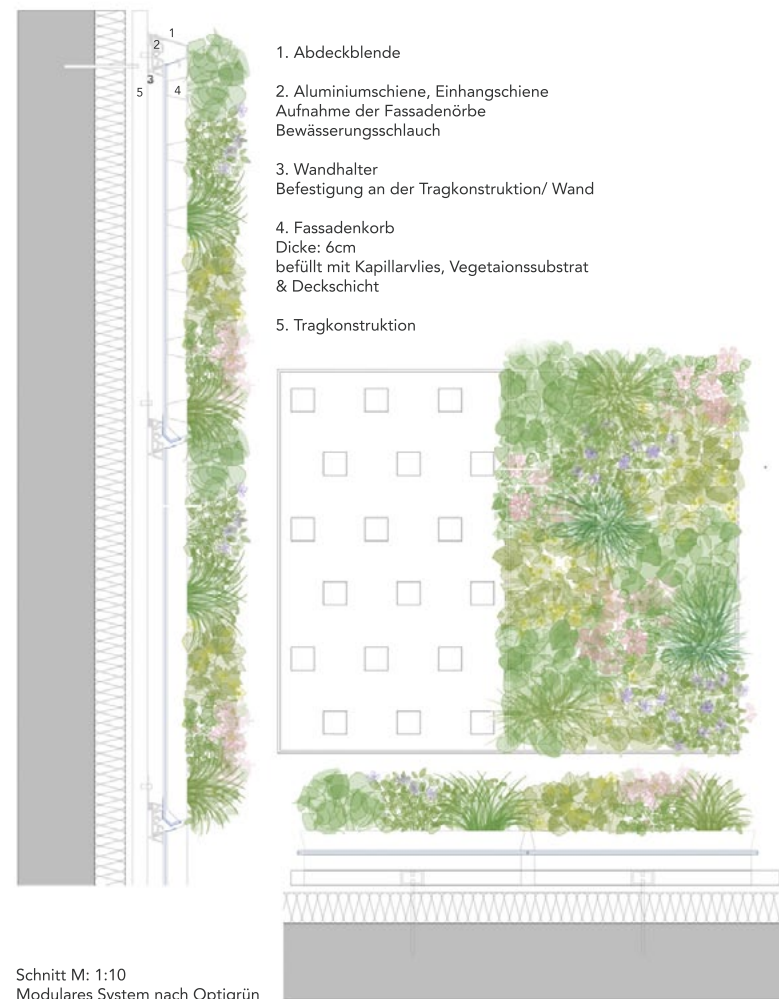 1
2
3
4
5
1. Abdeckblende
2. Aluminiumschiene, Einhangschiene
Aufnahme der Fassadenörbe
Bewässerungsschlauch
3. Wandhalter
Befestigung an der Tragkonstruktion/ Wand
4. Fassadenkorb
Dicke: 6cm
befüllt mit Kapillarvlies, Vegetaionssubstrat
& Deckschicht
5. Tragkonstruktion
Schnitt M: 1:10
Modulares System nach Optigrün